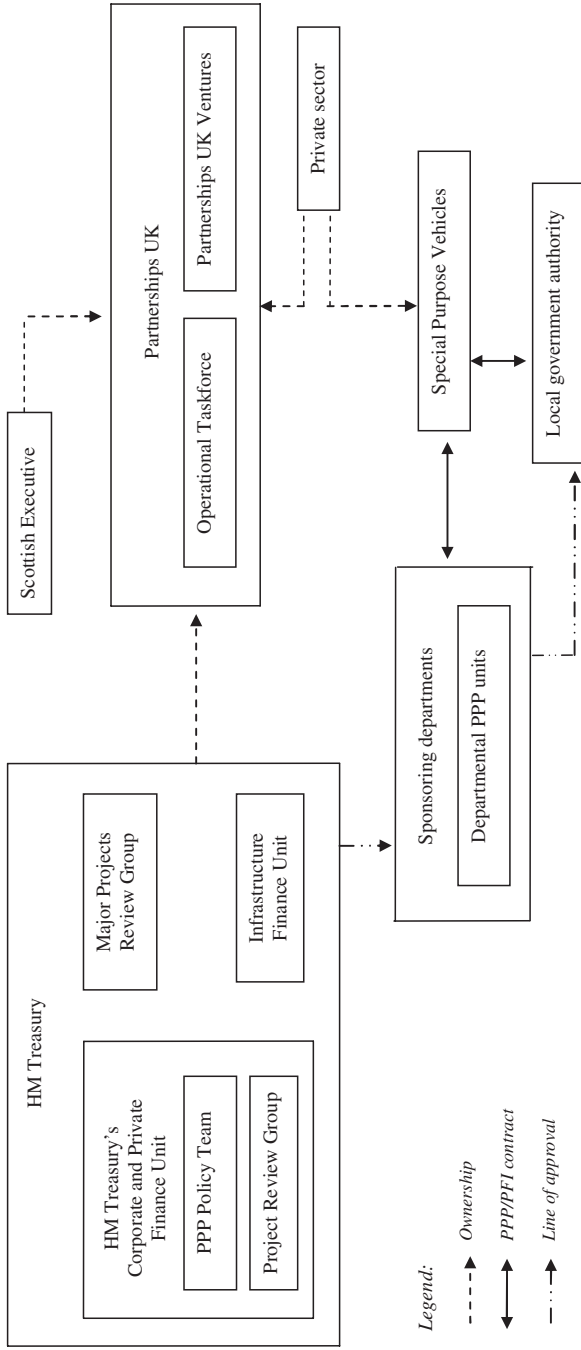 HM Treasury
HM Treasury's
Corporate and Private
Finance Unit
PPP Policy Team
Project Review Group
Major Projects
Review Group
Infrastructure
Finance Unit
Scottish Executive
Partnerships UK
Operational Taskforce
Partnerships UK Ventures
Private sector
Sponsoring departments
Departmental PPP units
Special Purpose Vehicles
Local government authority
Legend:
Ownership
PPP/PFI contract
Line of approval